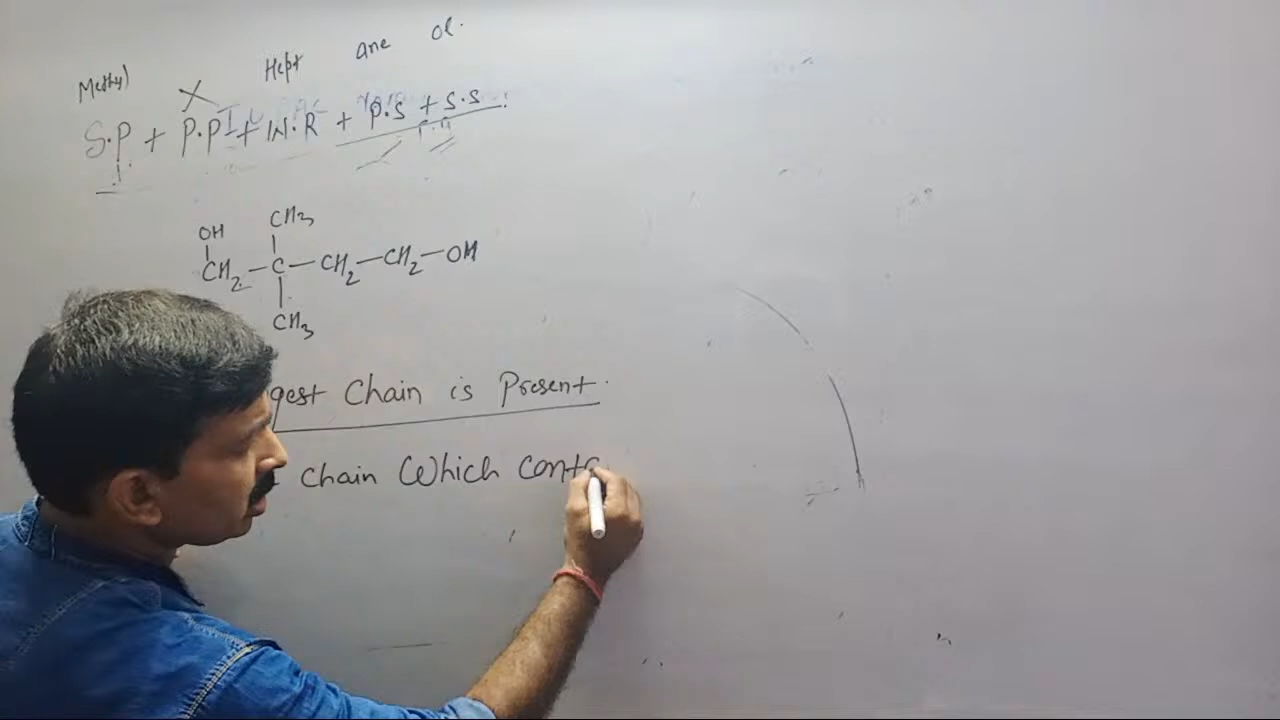 Methyl X Hept ane ol.
S.P + P.P + W.R + P.S + S.S
OH CH3
CH2 — C — CH2 — CH2 — OH
CH3
gest Chain is Present.
Chain Which Conta